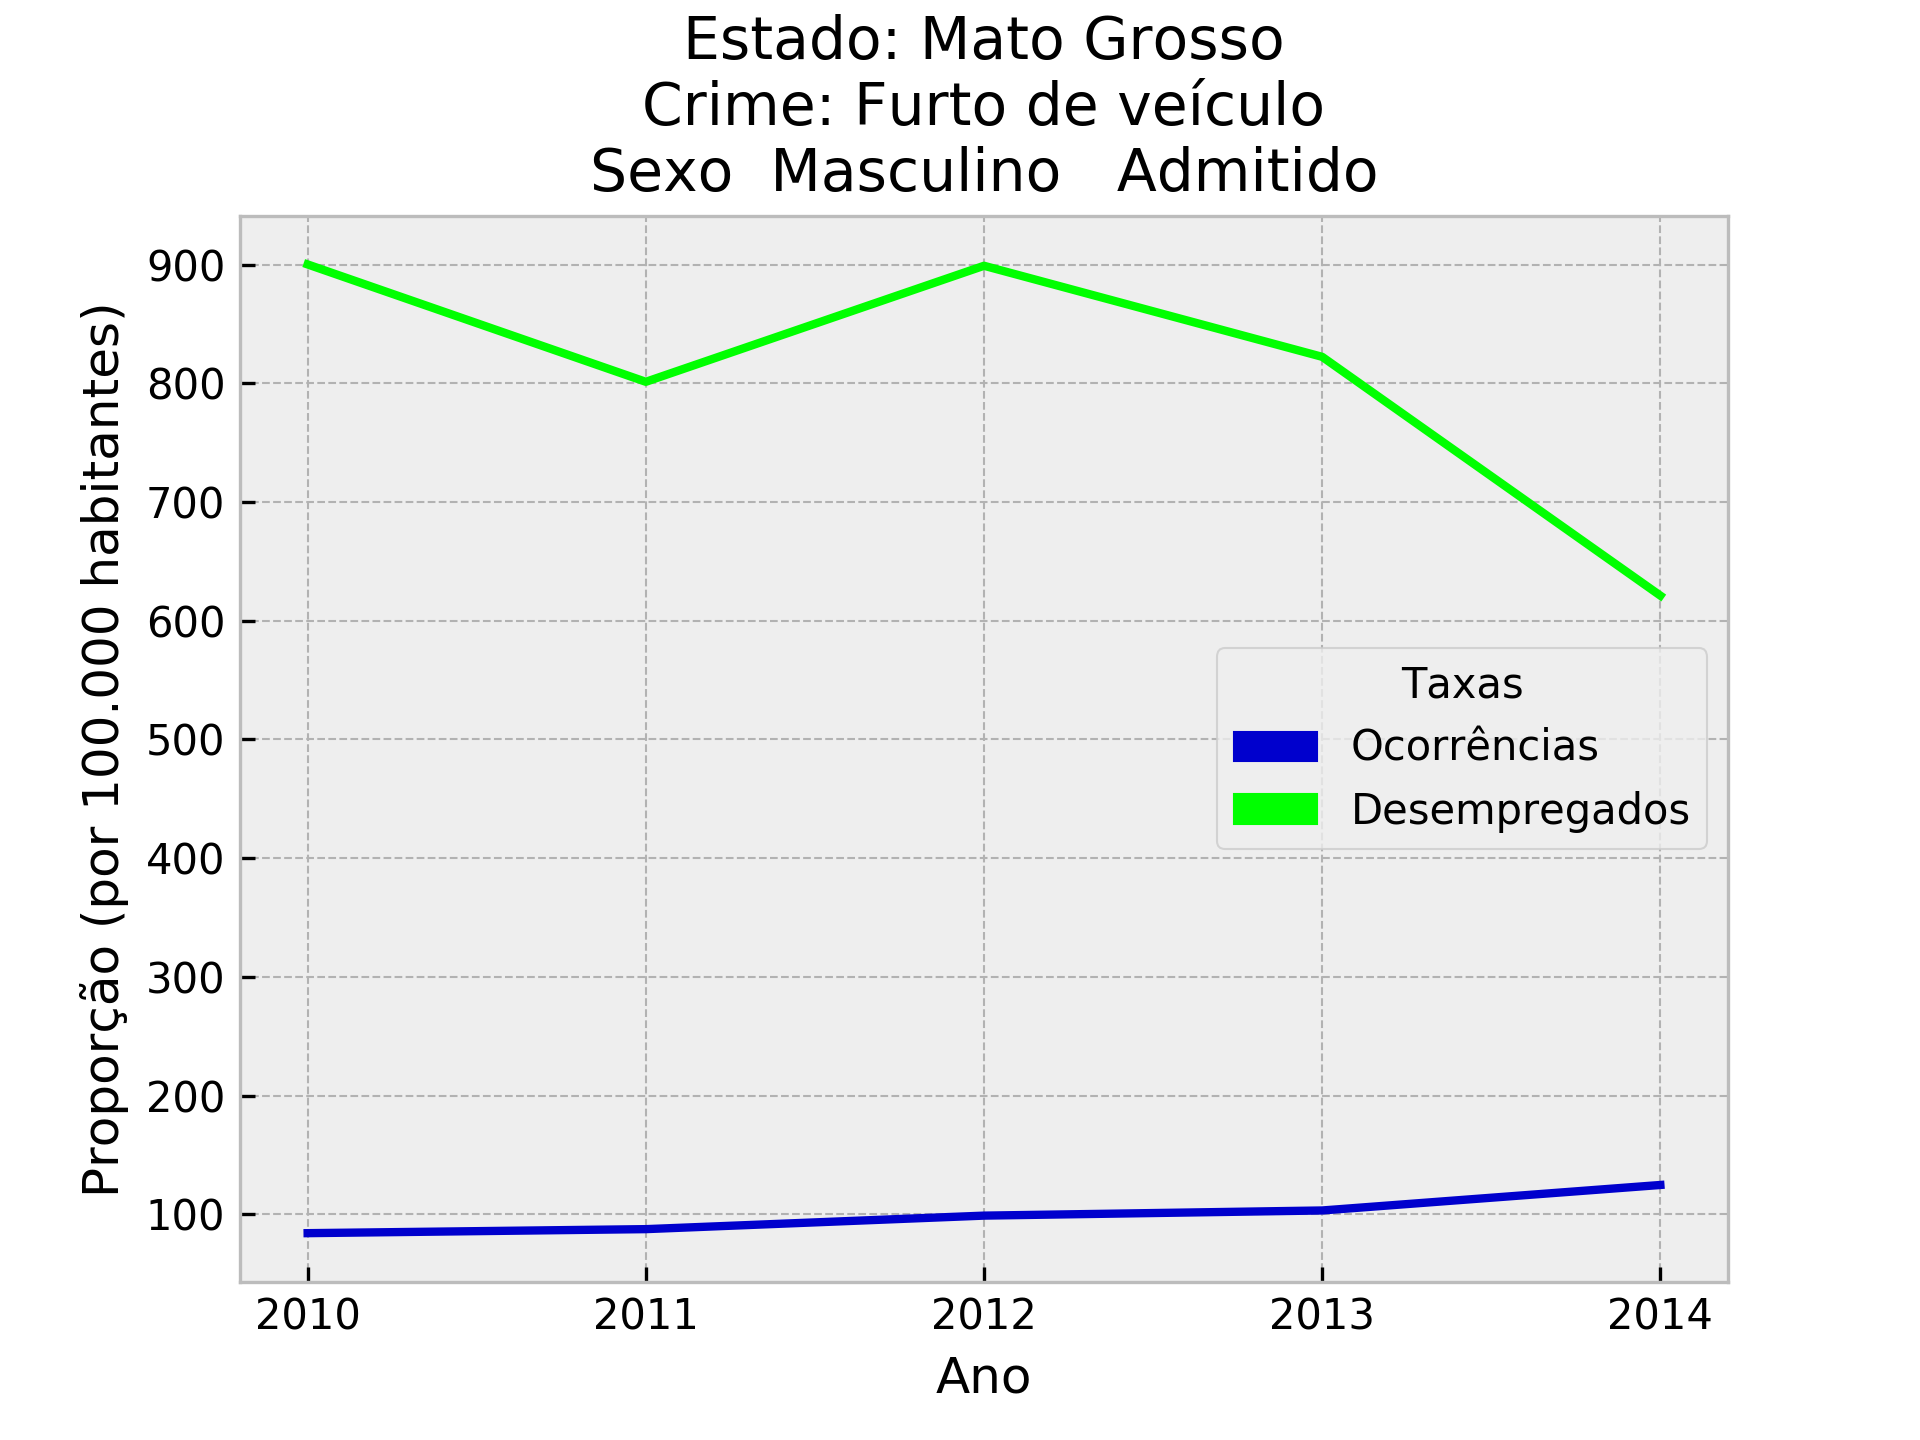 Estado: Mato Grosso
Crime: Furto de veículo
Sexo  Masculino   Admitido
Proporção (por 100.000 habitantes)
900
800
700
600
500
400
300
200
100
Taxas
Ocorrências
Desempregados
2010 2011 2012 2013 2014
Ano